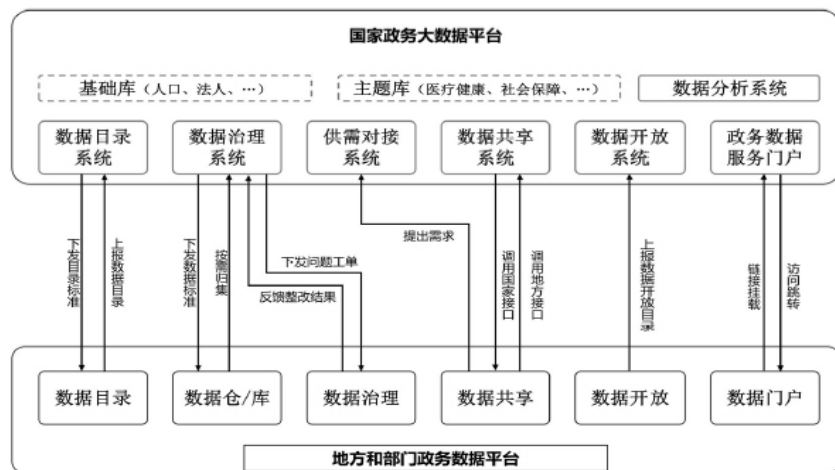 国家政务大数据平台
基础库（人口、法人、…）
主题库（医疗健康、社会保障、…）
数据分析系统
数据目录
系统
数据治理
系统
供需对接
系统
数据共享
系统
数据开放
系统
政务数据
服务门户
下发目录标准
上报数据目录
下发数据标准
按需归集
下发问题工单
反馈整改结果
提出需求
调用国家接口
调用地方接口
上报数据开放目录
链接挂载
访问跳转
数据目录
数据仓/库
数据治理
数据共享
数据开放
数据门户
地方和部门政务数据平台